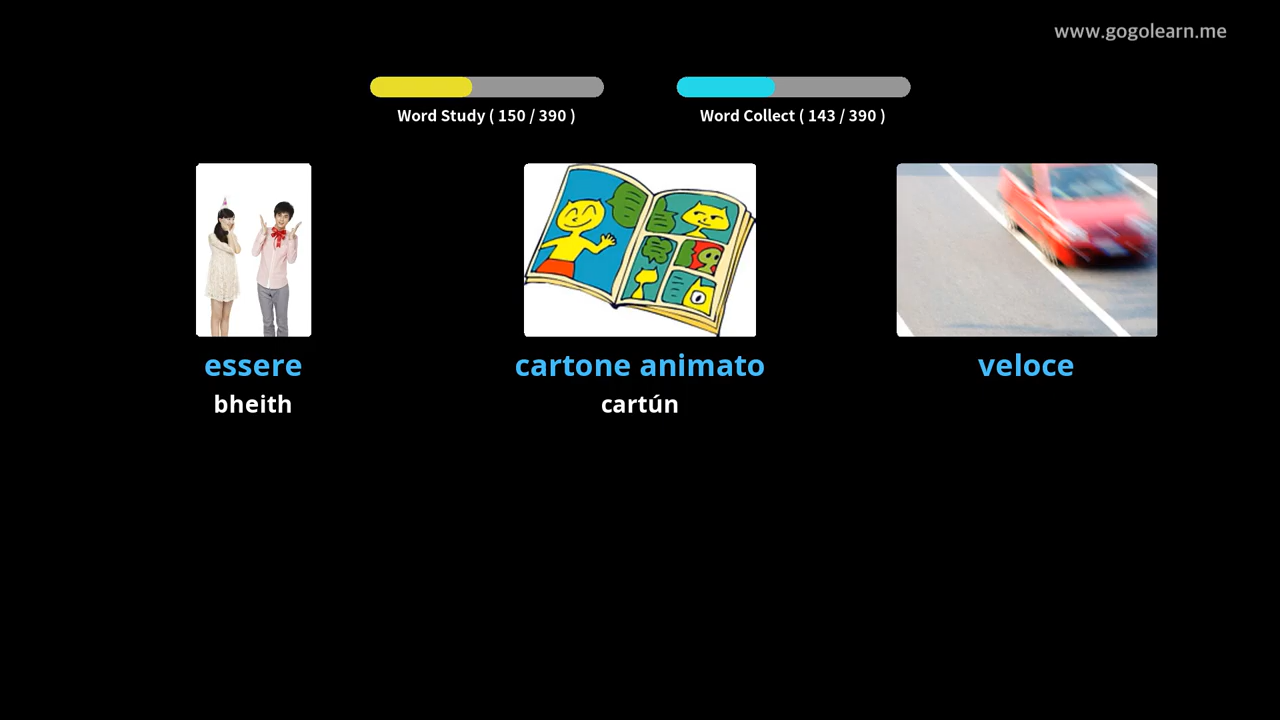 www.gogolearn.me
Word Study ( 150 / 390 )
Word Collect ( 143 / 390 )
essere
cartone animato
veloce
bheith
cartún